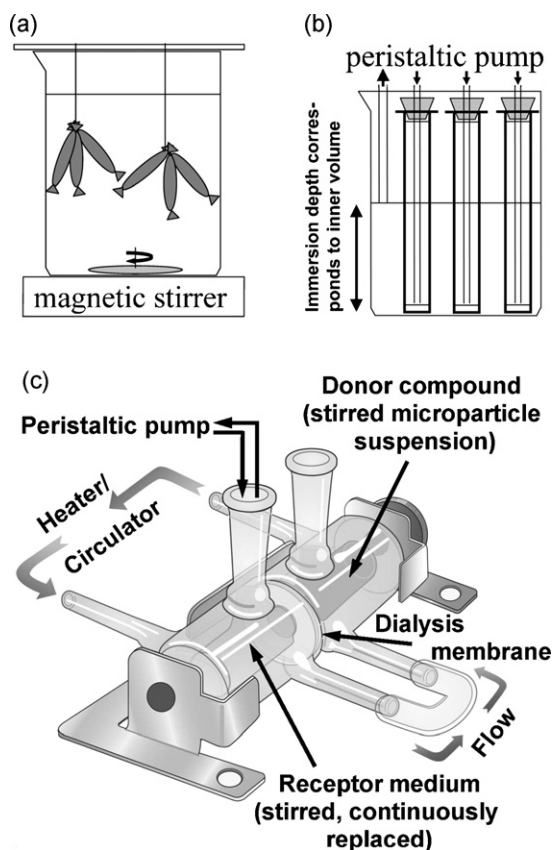 (a)
magnetic stirrer
(b)
peristaltic pump
Immersion depth corres-
ponds to inner volume
(c)
Donor compound
(stirred microparticle
suspension)
Peristaltic pump
Heater/
Circulator
Dialysis
membrane
Flow
Receptor medium
(stirred, continuously
replaced)